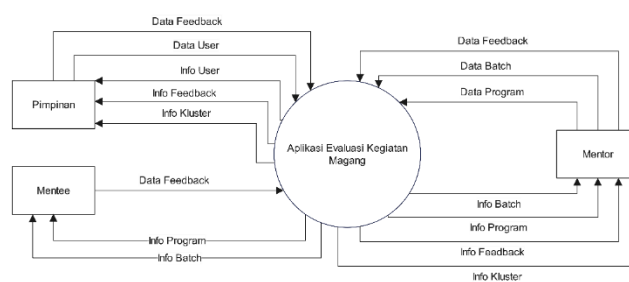 Data Feedback
Data User
Info User
Info Feedback
Info Kluster
Pimpinan
Mentee
Data Feedback
Info Program
Info Batch
Aplikasi Evaluasi Kegiatan
Magang
Data Feedback
Data Batch
Data Program
Mentor
Info Batch
Info Program
Info Feadback
Info Kluster